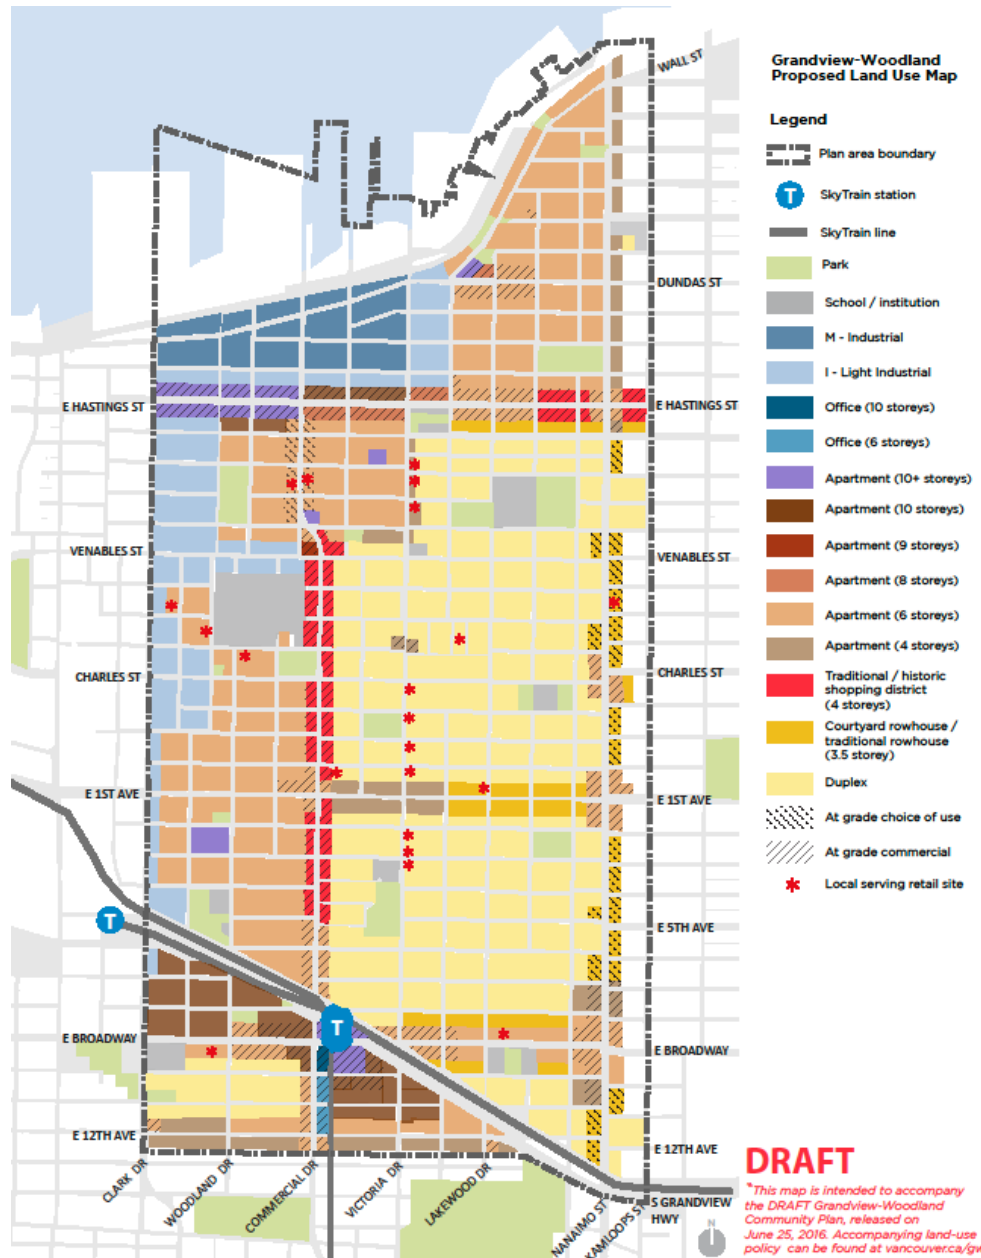 Grandview-Woodland
Proposed Land Use Map
Legend
Plan area boundary
T
SkyTrain station
SkyTrain line
Park
School / institution
M - Industrial
I - Light Industrial
Office (10 storeys)
Office (6 storeys)
Apartment (10+ storeys)
Apartment (10 storeys)
Apartment (9 storeys)
Apartment (8 storeys)
Apartment (6 storeys)
Apartment (4 storeys)
Traditional / historic
shopping district
(4 storeys)
Courtyard rowhouse /
traditional rowhouse
(3.5 storey)
Duplex
At grade choice of use
At grade commercial
Local serving retail site
WALL ST
DUNDAS ST
E HASTINGS ST
E HASTINGS ST
VENABLES ST
VENABLES ST
CHARLES ST
CHARLES ST
E 1ST AVE
E 1ST AVE
T
E 5TH AVE
T
E BROADWAY
E BROADWAY
E 12TH AVE
E 12TH AVE
CLARK DR
WOODLAND DR
COMMERCIAL DR
VICTORIA DR
LAKEWOOD DR
NANAIMO ST
KAMLOOPS ST
S GRANDVIEW
HWY
N
DRAFT
*This map is intended to accompany
the DRAFT Grandview-Woodland
Community Plan, released on
June 25, 2016. Accompanying land-use
policy can be found at vancouver.ca/gw